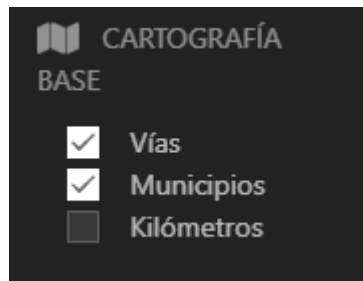 CARTOGRAFÍA
BASE
Vías
Municipios
Kilómetros